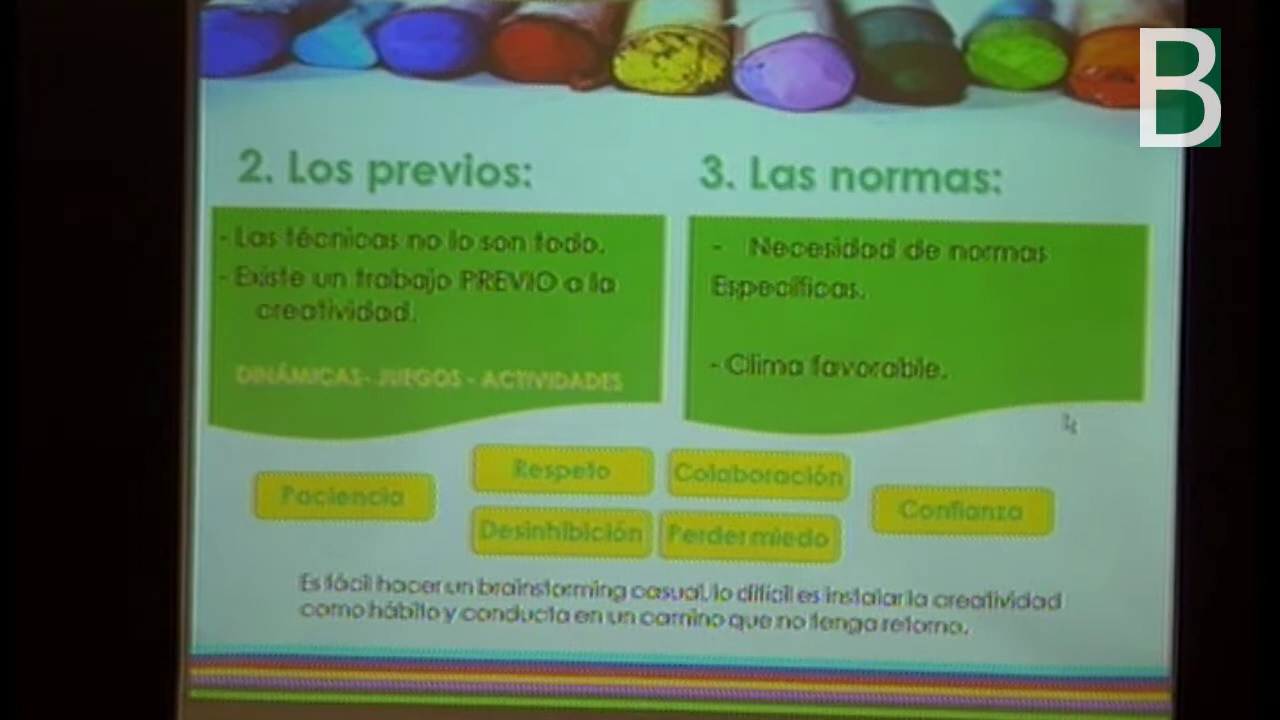 B
2. Los previos:
- Las técnicas no lo son todo.
- Existe un trabajo PREVIO a la
creatividad.
DINÁMICAS- JUEGOS - ACTIVIDADES
3. Las normas:
- Necesidad de normas
Específicas.
- Clima favorable.
Paciencia
Respeto
Colaboración
Confianza
Desinhibición
Perder miedo
Es fácil hacer un brainstorming casual, lo difícil es instalar la creatividad
como hábito y conducta en un camino que no tenga retorno.